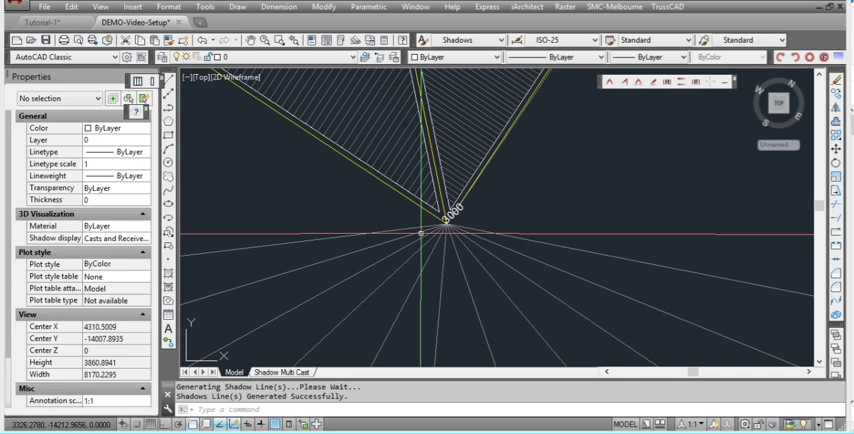 File Edit View Insert Format Tools Draw Dimension Modify Parametric Window Help Express iArchitect Raster SMC-Melbourne TrussCAD
Tutorial-1* DEMO-Video-Setup*
Shadows ISO-25 Standard Standard
AutoCAD Classic 0 ByLayer ByLayer ByLayer ByColor
Properties
[−][Top][2D Wireframe]
No selection
?
General
Color ByLayer
Layer 0
Linetype ByLayer
Linetype scale 1
Lineweight ByLayer
Transparency ByLayer
Thickness 0
3D Visualization
Material ByLayer
Shadow display Casts and Receive...
Plot style
Plot style ByColor
Plot style table None
Plot table atta... Model
Plot table type Not available
View
Center X 4310.5009
Center Y -14007.8935
Center Z 0
Height 3860.8941
Width 8170.2295
Misc
Annotation sc... 1:1
N
W
TOP
E
S
Unnamed
3000
Y
X
A
Model Shadow Multi Cast
Generating Shadow Line(s)...Please Wait...
Shadows Line(s) Generated Successfully.
Type a command
3326.2780, -14212.9656, 0.0000 MODEL 1:1